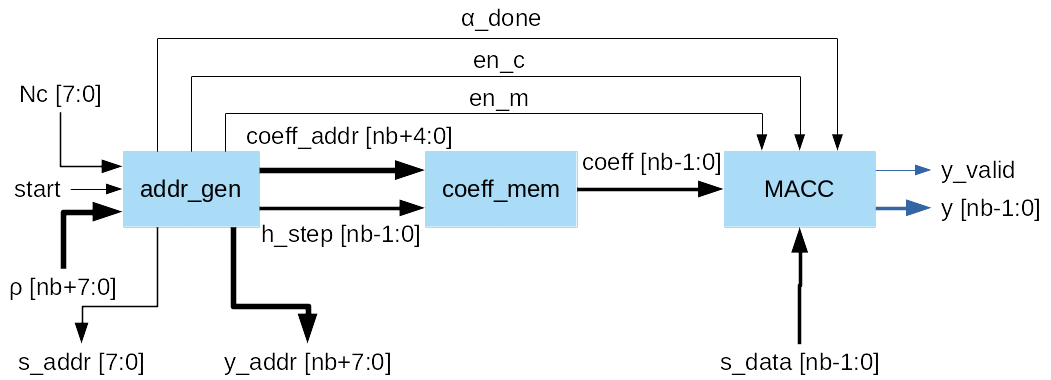 α_done
en_c
en_m
Nc [7:0]
coeff_addr [nb+4:0]
coeff [nb-1:0]
start
addr_gen
coeff_mem
MACC
y_valid
y [nb-1:0]
h_step [nb-1:0]
ρ [nb+7:0]
s_addr [7:0]
y_addr [nb+7:0]
s_data [nb-1:0]